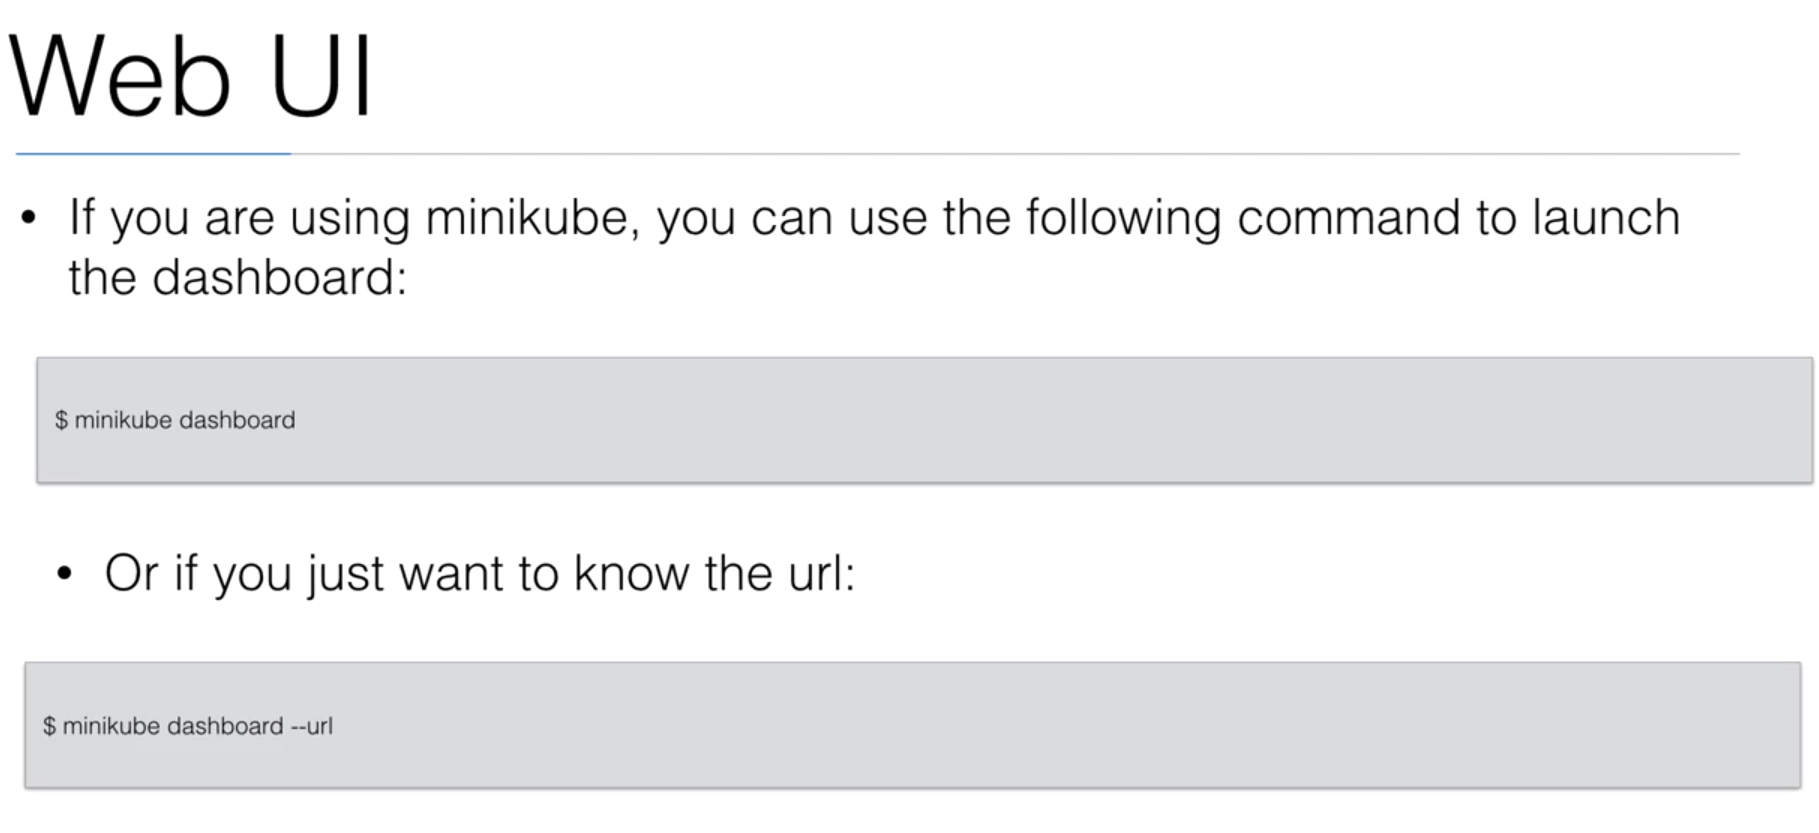 Web UI
• If you are using minikube, you can use the following command to launch
the dashboard:
$ minikube dashboard
• Or if you just want to know the url:
$ minikube dashboard --url